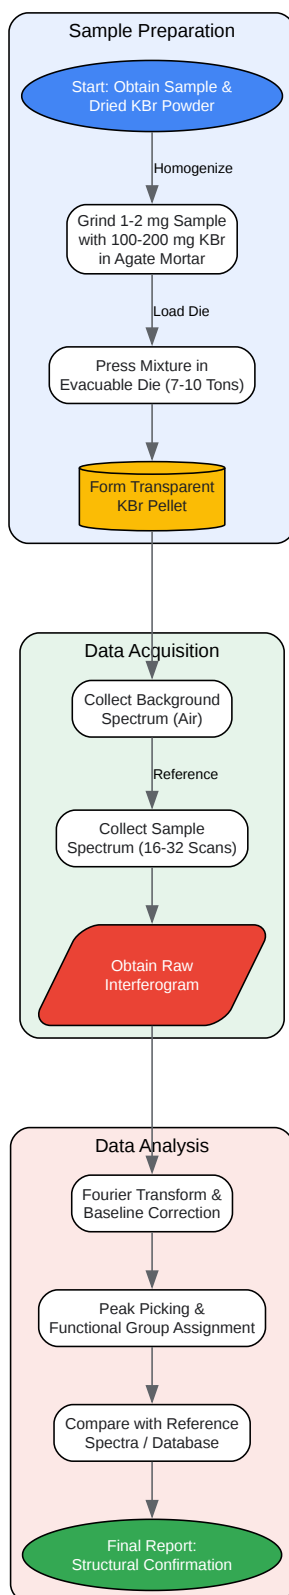 Sample Preparation
Start: Obtain Sample &
Dried KBr Powder
Homogenize
Grind 1-2 mg Sample
with 100-200 mg KBr
in Agate Mortar
Load Die
Press Mixture in
Evacuable Die (7-10 Tons)
Form Transparent
KBr Pellet
Data Acquisition
Collect Background
Spectrum (Air)
Reference
Collect Sample
Spectrum (16-32 Scans)
Obtain Raw
Interferogram
Data Analysis
Fourier Transform &
Baseline Correction
Peak Picking &
Functional Group Assignment
Compare with Reference
Spectra / Database
Final Report:
Structural Confirmation